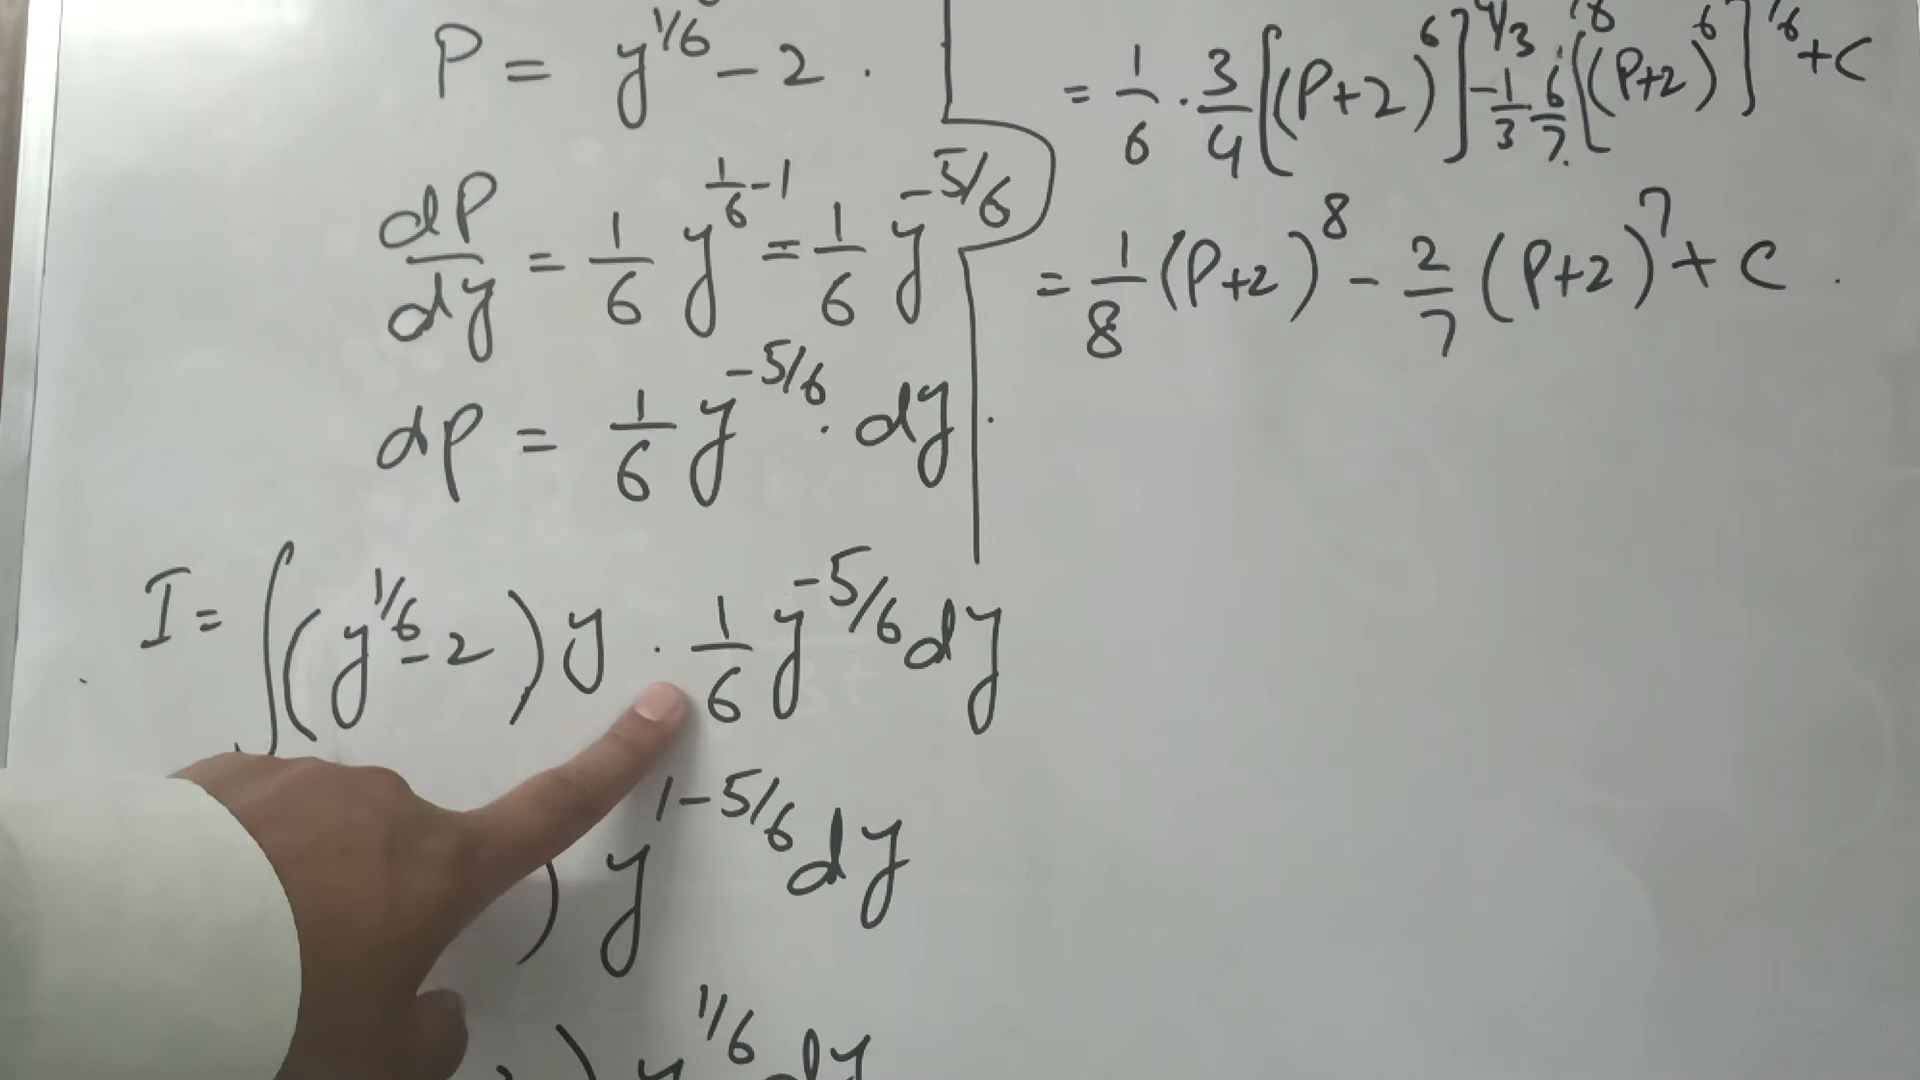 P = y^{1/6} - 2 .
dP/dy = 1/6 y^{1/6 - 1} = 1/6 y^{-5/6}
dp = 1/6 y^{-5/6} . dy
I = ∫ (y^{1/6} - 2) y . 1/6 y^{-5/6} dy
) y^{1-5/6} dy
) y^{1/6} dy
= 1/6 . 3/4 [(P+2)^6]^{4/3} - 1/3 . 6/7 [(P+2)^6]^{7/6} + C
= 1/8 (P+2)^8 - 2/7 (P+2)^7 + C .